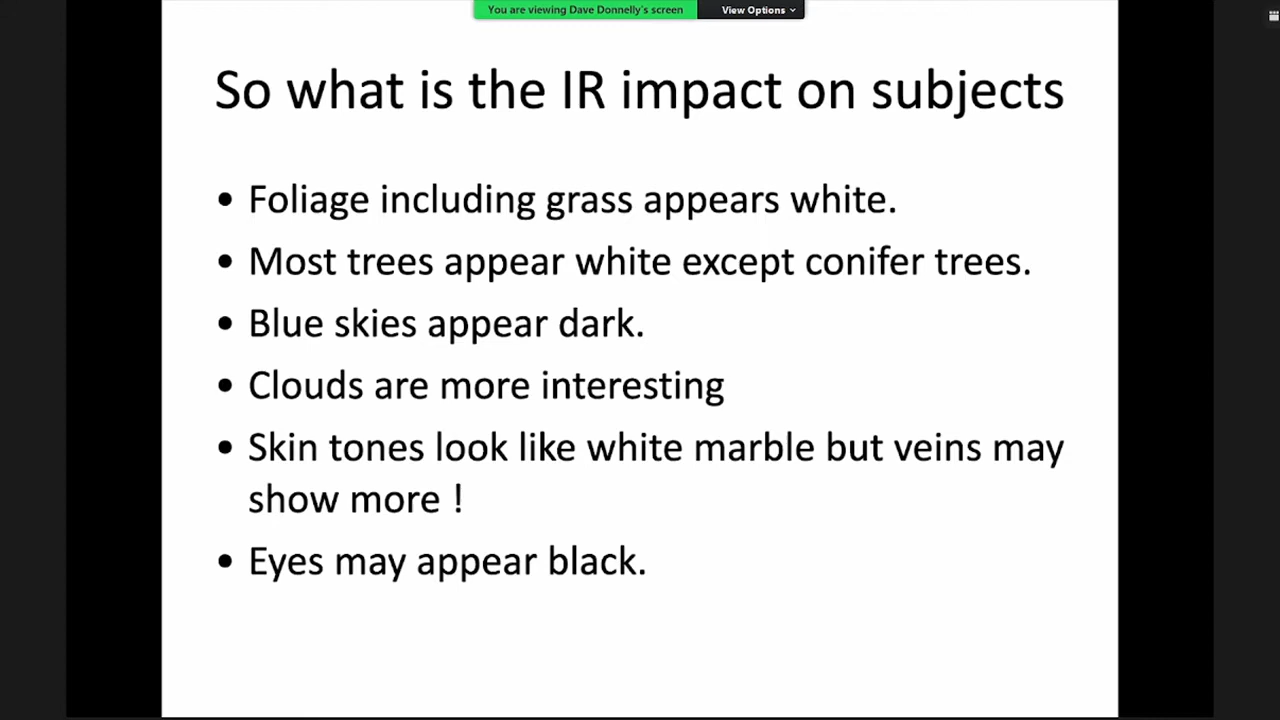 You are viewing Dave Donnelly's screen View Options
So what is the IR impact on subjects
• Foliage including grass appears white.
• Most trees appear white except conifer trees.
• Blue skies appear dark.
• Clouds are more interesting
• Skin tones look like white marble but veins may
show more !
• Eyes may appear black.